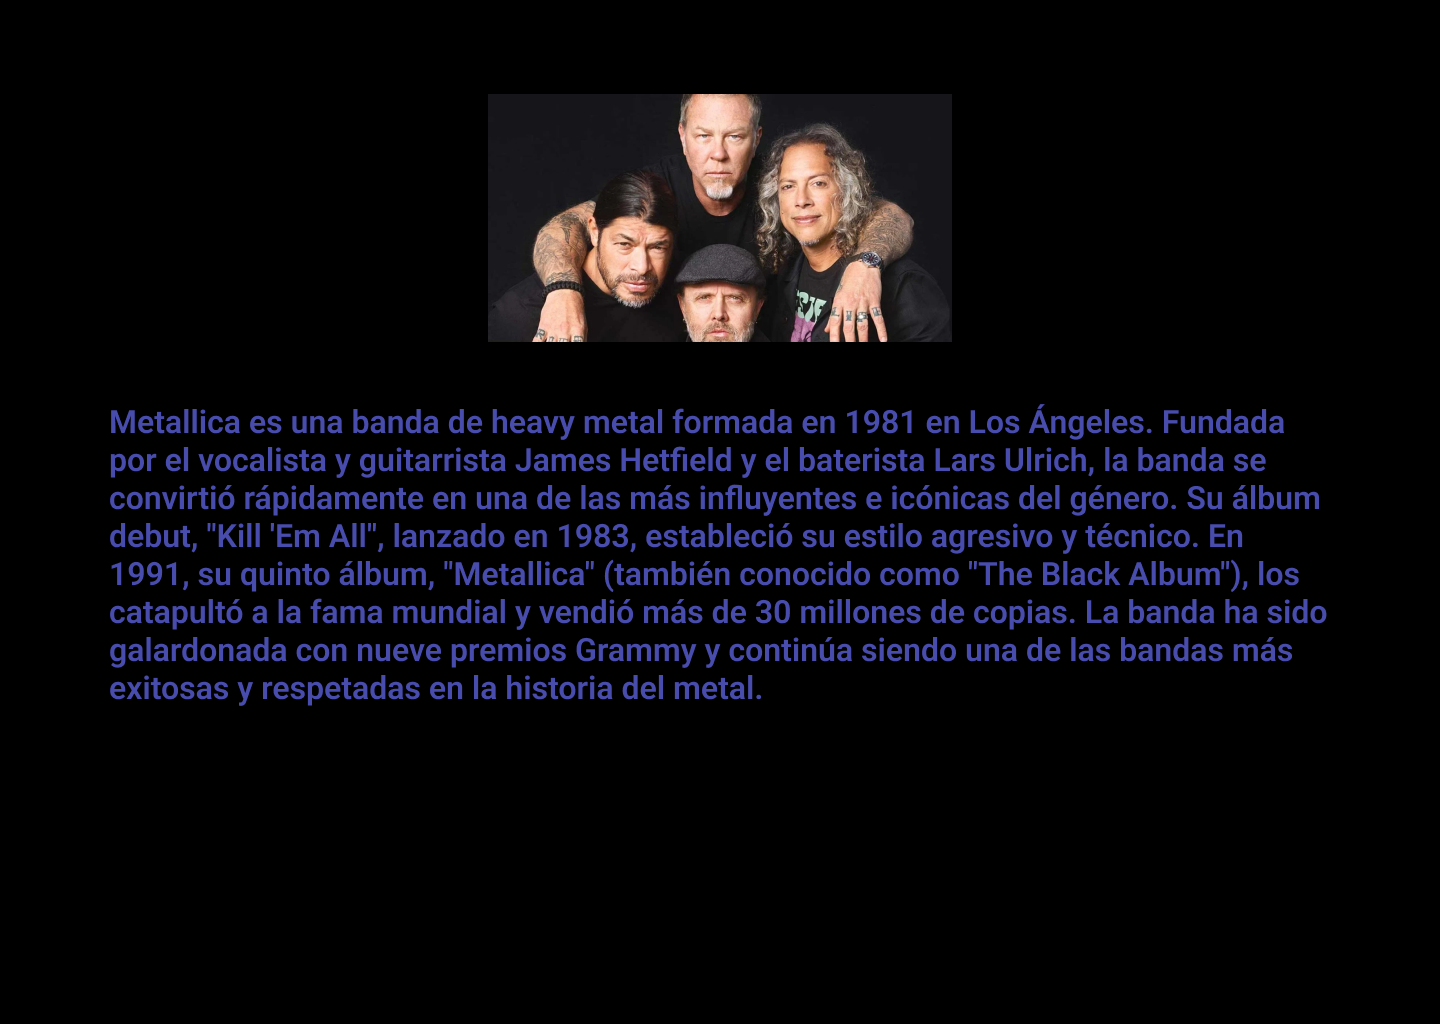 Metallica es una banda de heavy metal formada en 1981 en Los Ángeles. Fundada
por el vocalista y guitarrista James Hetfield y el baterista Lars Ulrich, la banda se
convirtió rápidamente en una de las más influyentes e icónicas del género. Su álbum
debut, "Kill 'Em All", lanzado en 1983, estableció su estilo agresivo y técnico. En
1991, su quinto álbum, "Metallica" (también conocido como "The Black Album"), los
catapultó a la fama mundial y vendió más de 30 millones de copias. La banda ha sido
galardonada con nueve premios Grammy y continúa siendo una de las bandas más
exitosas y respetadas en la historia del metal.